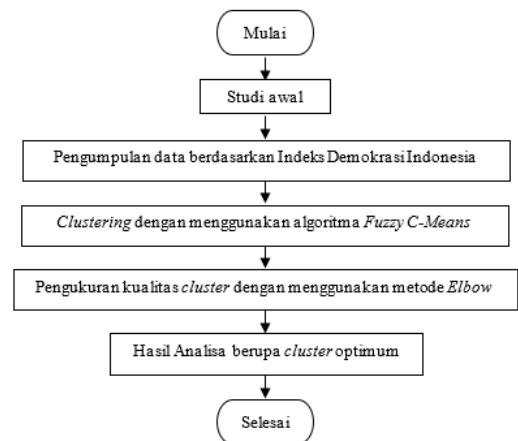 Mulai
Studi awal
Pengumpulan data berdasarkan Indeks Demokrasi Indonesia
Clustering dengan menggunakan algoritma Fuzzy C-Means
Pengukuran kualitas cluster dengan menggunakan metode Elbow
Hasil Analisa berupa cluster optimum
Selesai